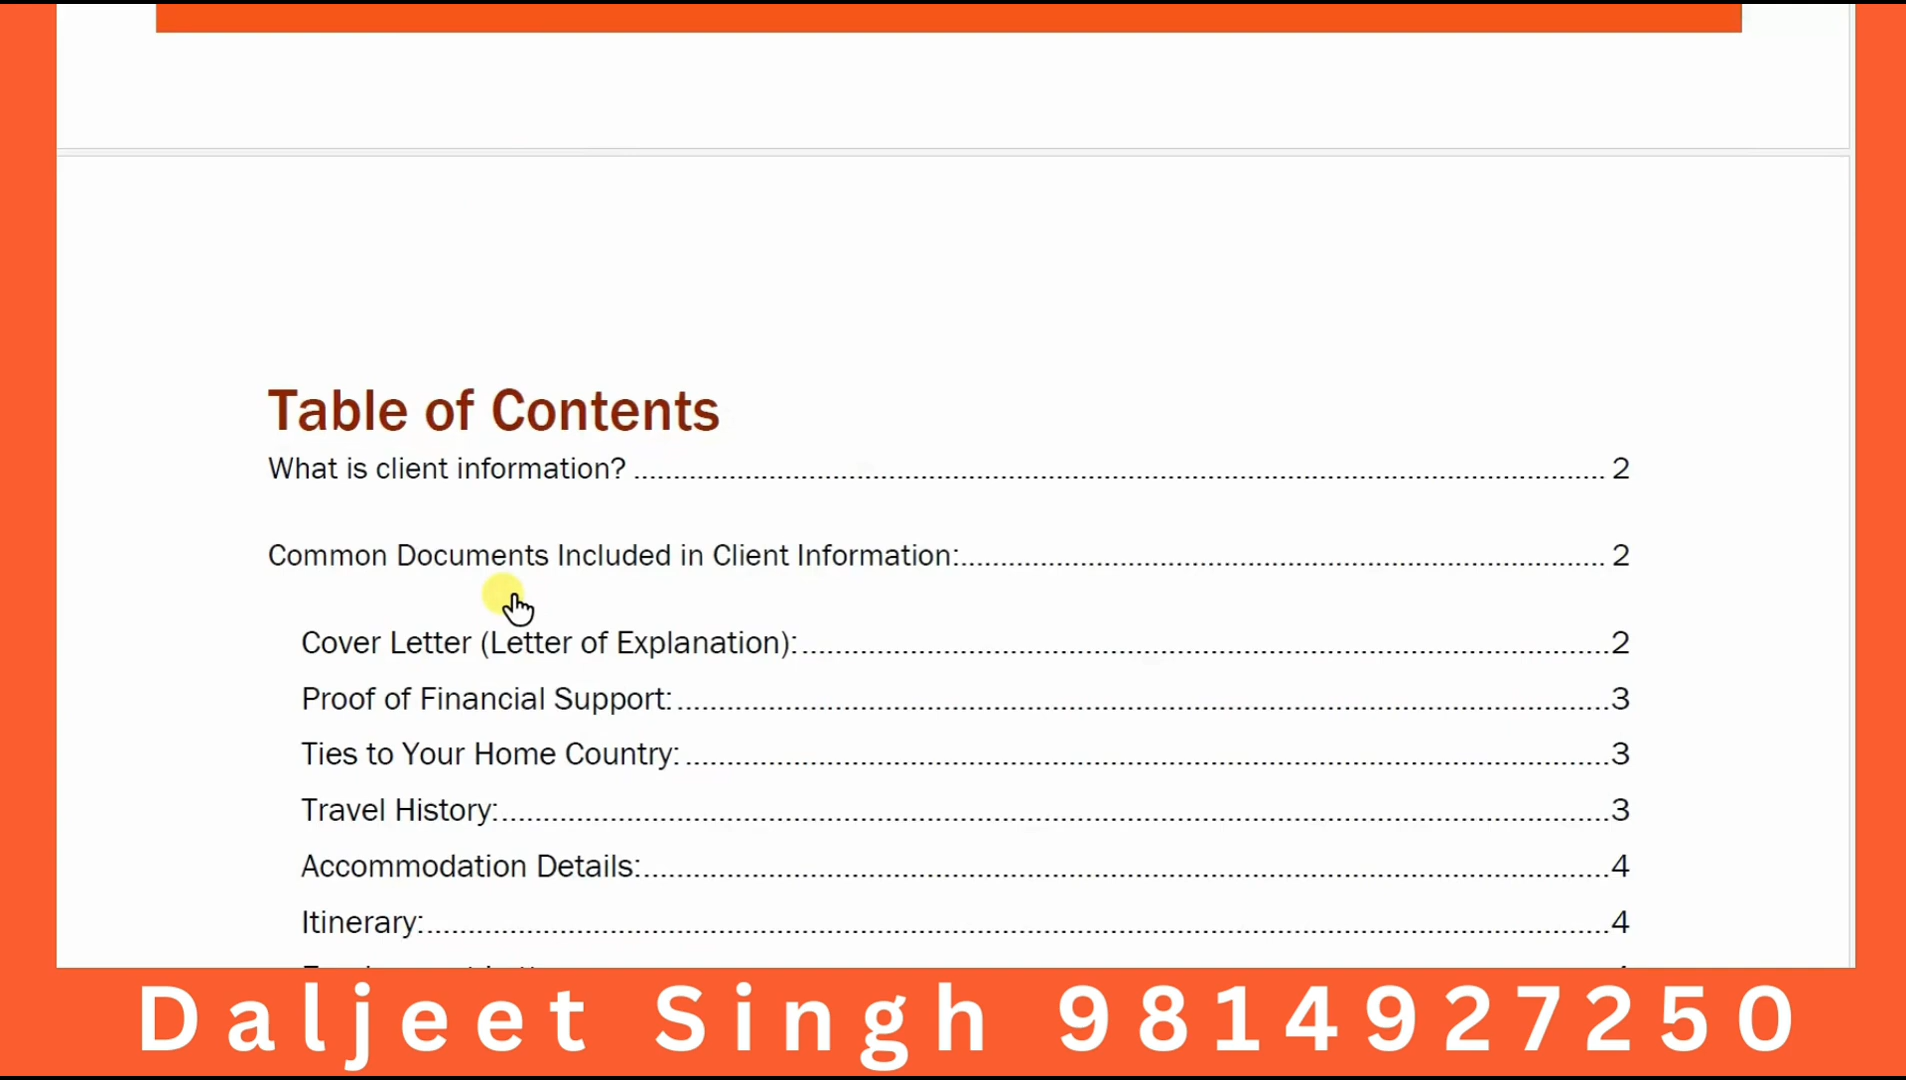 Table of Contents
What is client information? ........................................................ 2
Common Documents Included in Client Information:........................................................ 2
Cover Letter (Letter of Explanation):........................................................2
Proof of Financial Support:........................................................3
Ties to Your Home Country:........................................................3
Travel History:........................................................3
Accommodation Details:........................................................4
Itinerary:........................................................4
Daljeet Singh 9814927250